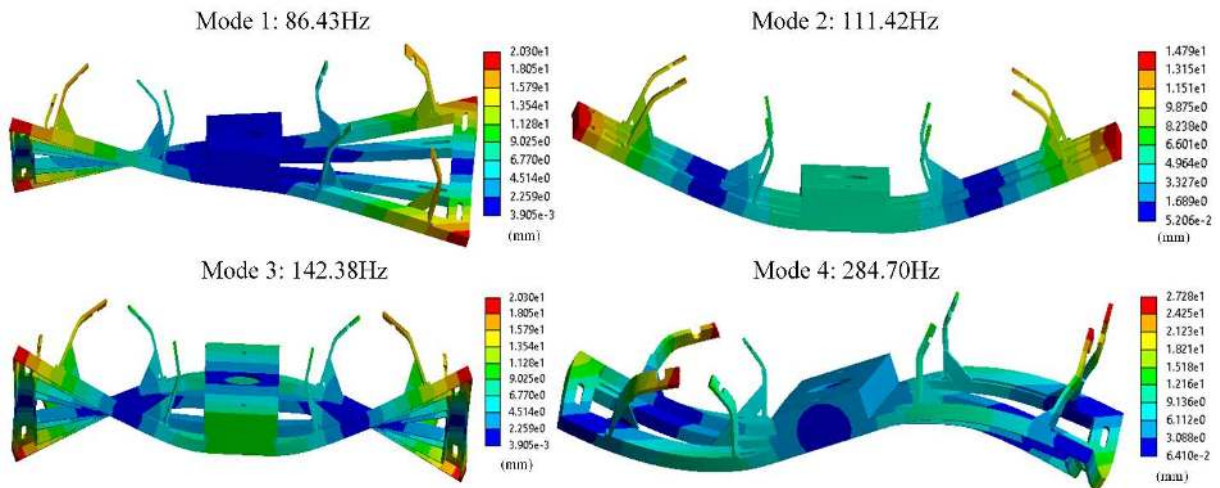 Mode 1: 86.43Hz
2.030e1
1.805e1
1.579e1
1.354e1
1.128e1
9.025e0
6.770e0
4.514e0
2.259e0
3.905e-3
(mm)
Mode 2: 111.42Hz
1.479e1
1.315e1
1.151e1
9.875e0
8.238e0
6.601e0
4.964e0
3.327e0
1.689e0
5.206e-2
(mm)
Mode 3: 142.38Hz
2.030e1
1.805e1
1.579e1
1.354e1
1.128e1
9.025e0
6.770e0
4.514e0
2.259e0
3.905e-3
(mm)
Mode 4: 284.70Hz
2.728e1
2.425e1
2.123e1
1.821e1
1.518e1
1.216e1
9.136e0
6.112e0
3.088e0
6.410e-2
(mm)